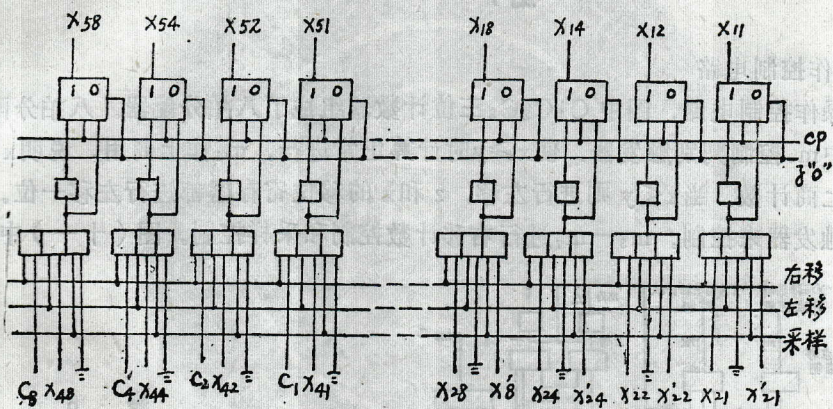 X58 X54 X52 X51 X18 X14 X12 X11
1 0 1 0 1 0 1 0 1 0 1 0 1 0 1 0
CP
J"0"
右移
左移
采样
C8 X48 C4 X44 C2 X42 C1 X41 X28 X'8 X24 X'24 X22 X'22 X21 X'21